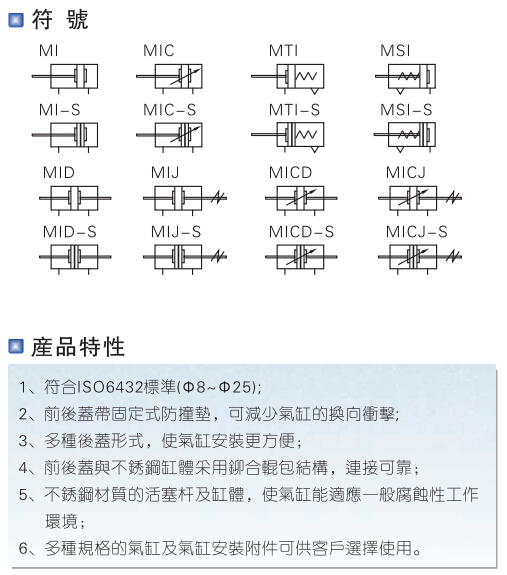 符 號
MI MIC MTI MSI
MI-S MIC-S MTI-S MSI-S
MID MIJ MICD MICJ
MID-S MIJ-S MICD-S MICJ-S
産品特性
1、符合ISO6432標準(Φ8~Φ25);
2、前後蓋帶固定式防撞墊，可減少氣缸的换向衝擊;
3、多種後蓋形式，使氣缸安裝更方便;
4、前後蓋與不銹鋼缸體采用鉚合輥包結構，連接可靠;
5、不銹鋼材質的活塞杆及缸體，使氣缸能適應一般腐蝕性工作
環境;
6、多種規格的氣缸及氣缸安裝附件可供客戶選擇使用。